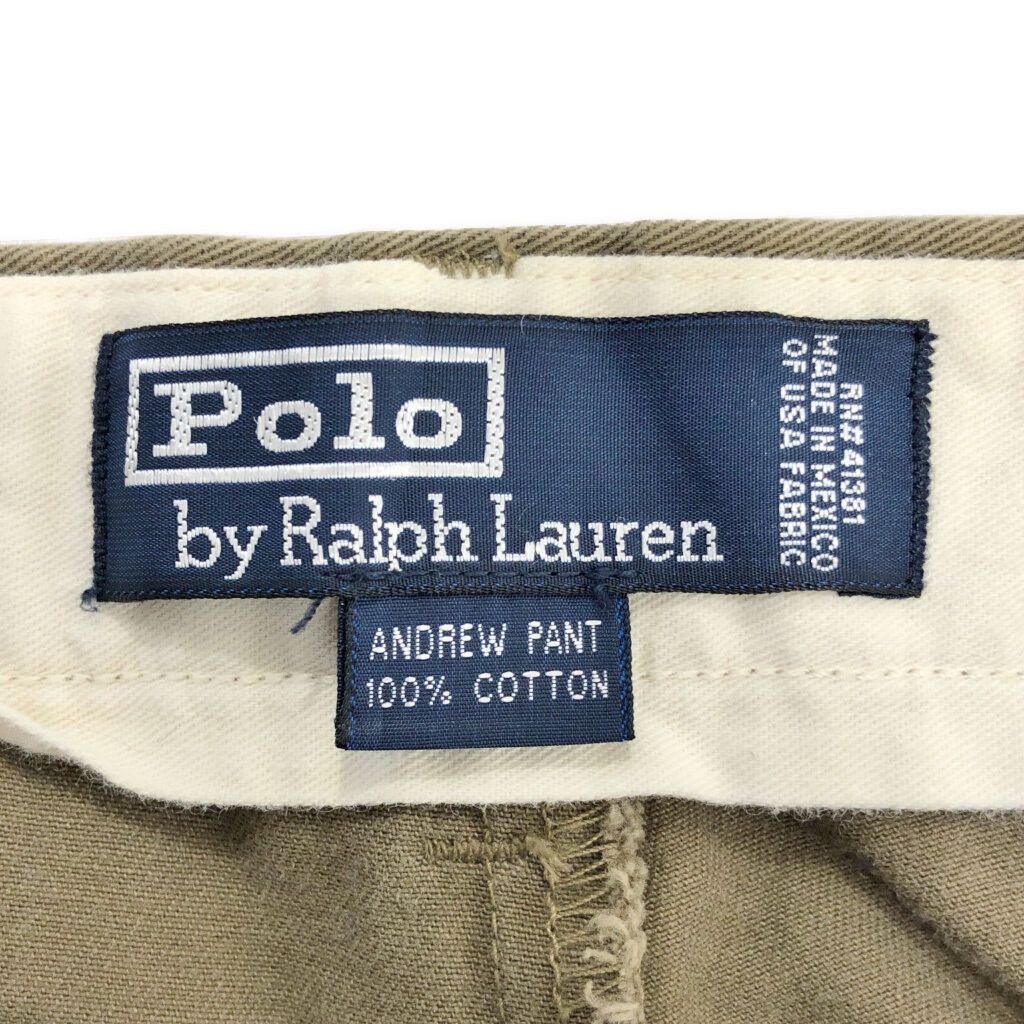 Polo
by Ralph Lauren
RN# 41381
MADE IN MEXICO
OF USA FABRIC
ANDREW PANT
100% COTTON